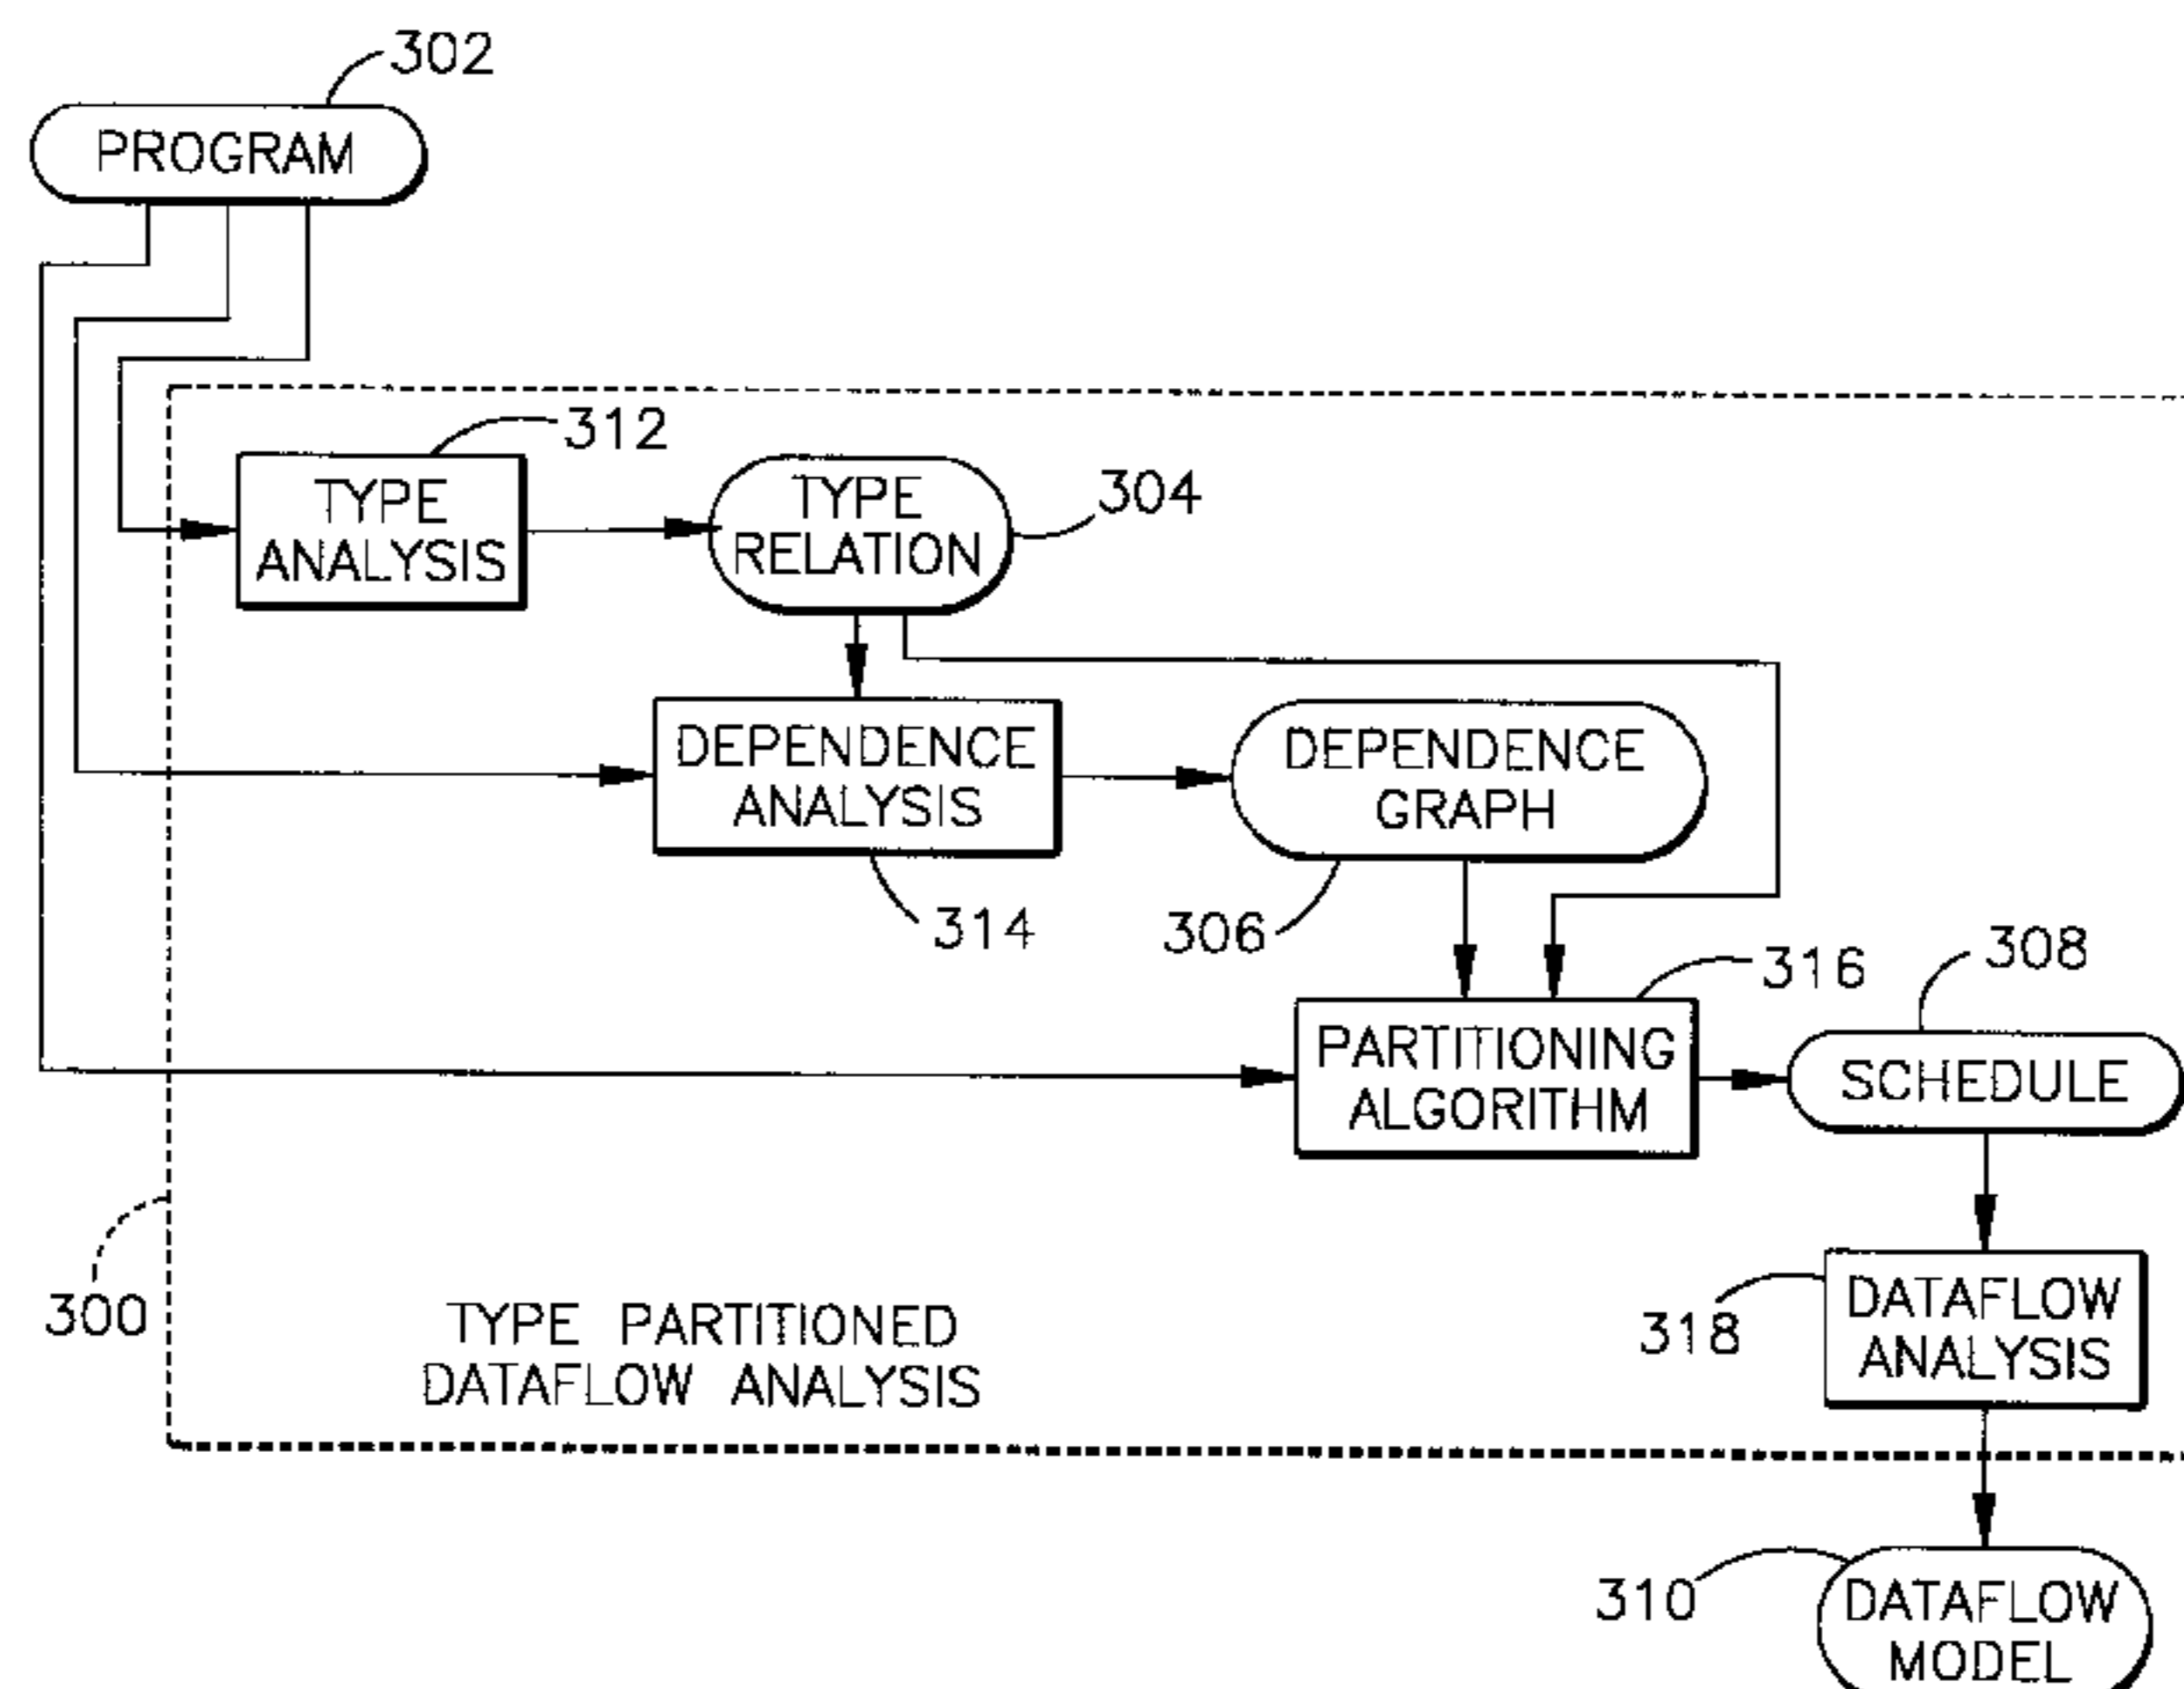 302
PROGRAM
312
TYPE
ANALYSIS
TYPE
RELATION
304
DEPENDENCE
ANALYSIS
314
DEPENDENCE
GRAPH
306
316
PARTITIONING
ALGORITHM
308
SCHEDULE
300
TYPE PARTITIONED
DATAFLOW ANALYSIS
318
DATAFLOW
ANALYSIS
310
DATAFLOW
MODEL